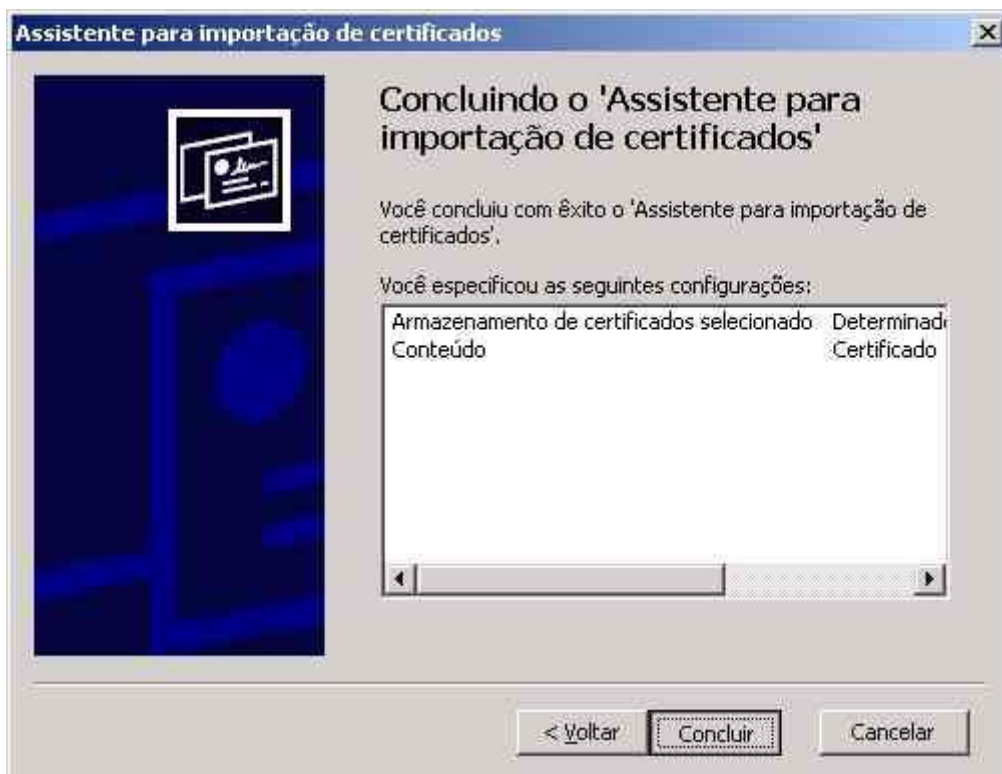 Assistente para importação de certificados
Concluindo o 'Assistente para
importação de certificados'
Você concluiu com êxito o 'Assistente para importação de
certificados'.
Você especificou as seguintes configurações:
Armazenamento de certificados selecionado Determinad
Conteúdo Certificado
< Voltar Concluir Cancelar